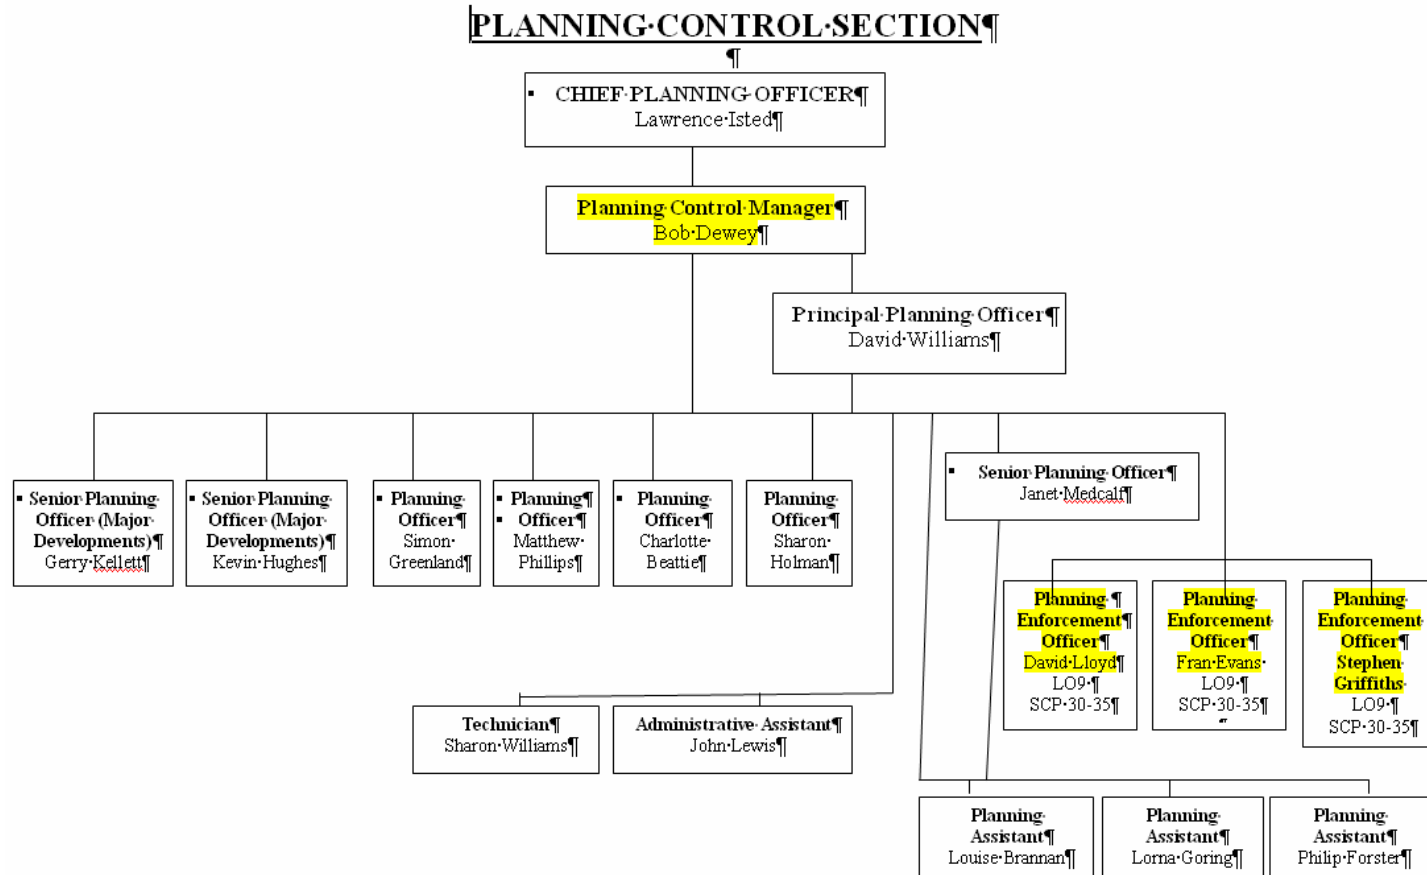 PLANNING·CONTROL·SECTION¶
¶
▪ CHIEF·PLANNING·OFFICER¶
Lawrence·Isted¶
Planning·Control·Manager¶
Bob·Dewey¶
Principal·Planning·Officer¶
David·Williams¶
▪ Senior·Planning·Officer¶
Janet·Medcalf¶
▪ Senior·Planning·
Officer·(Major·
Developments)¶
Gerry·Kellett¶
▪ Senior·Planning·
Officer·(Major·
Developments)¶
Kevin·Hughes¶
▪ Planning·
Officer¶
Simon·
Greenland¶
▪ Planning¶
▪ Officer¶
Matthew·
Phillips¶
▪ Planning·
Officer¶
Charlotte·
Beattie¶
Planning·
Officer¶
Sharon·
Holman¶
Planning·¶
Enforcement¶
Officer¶
David·Lloyd¶
LO9·¶
SCP·30-35¶
Planning·
Enforcement·
Officer¶
Fran·Evans·
LO9·¶
SCP·30-35¶
¶
Planning·
Enforcement·
Officer¶
Stephen·
Griffiths·
LO9·¶
SCP·30-35¶
Technician¶
Sharon·Williams¶
Administrative·Assistant¶
John·Lewis¶
Planning·
Assistant¶
Louise·Brannan¶
Planning·
Assistant¶
Lorna·Goring¶
Planning·
Assistant¶
Philip·Forster¶